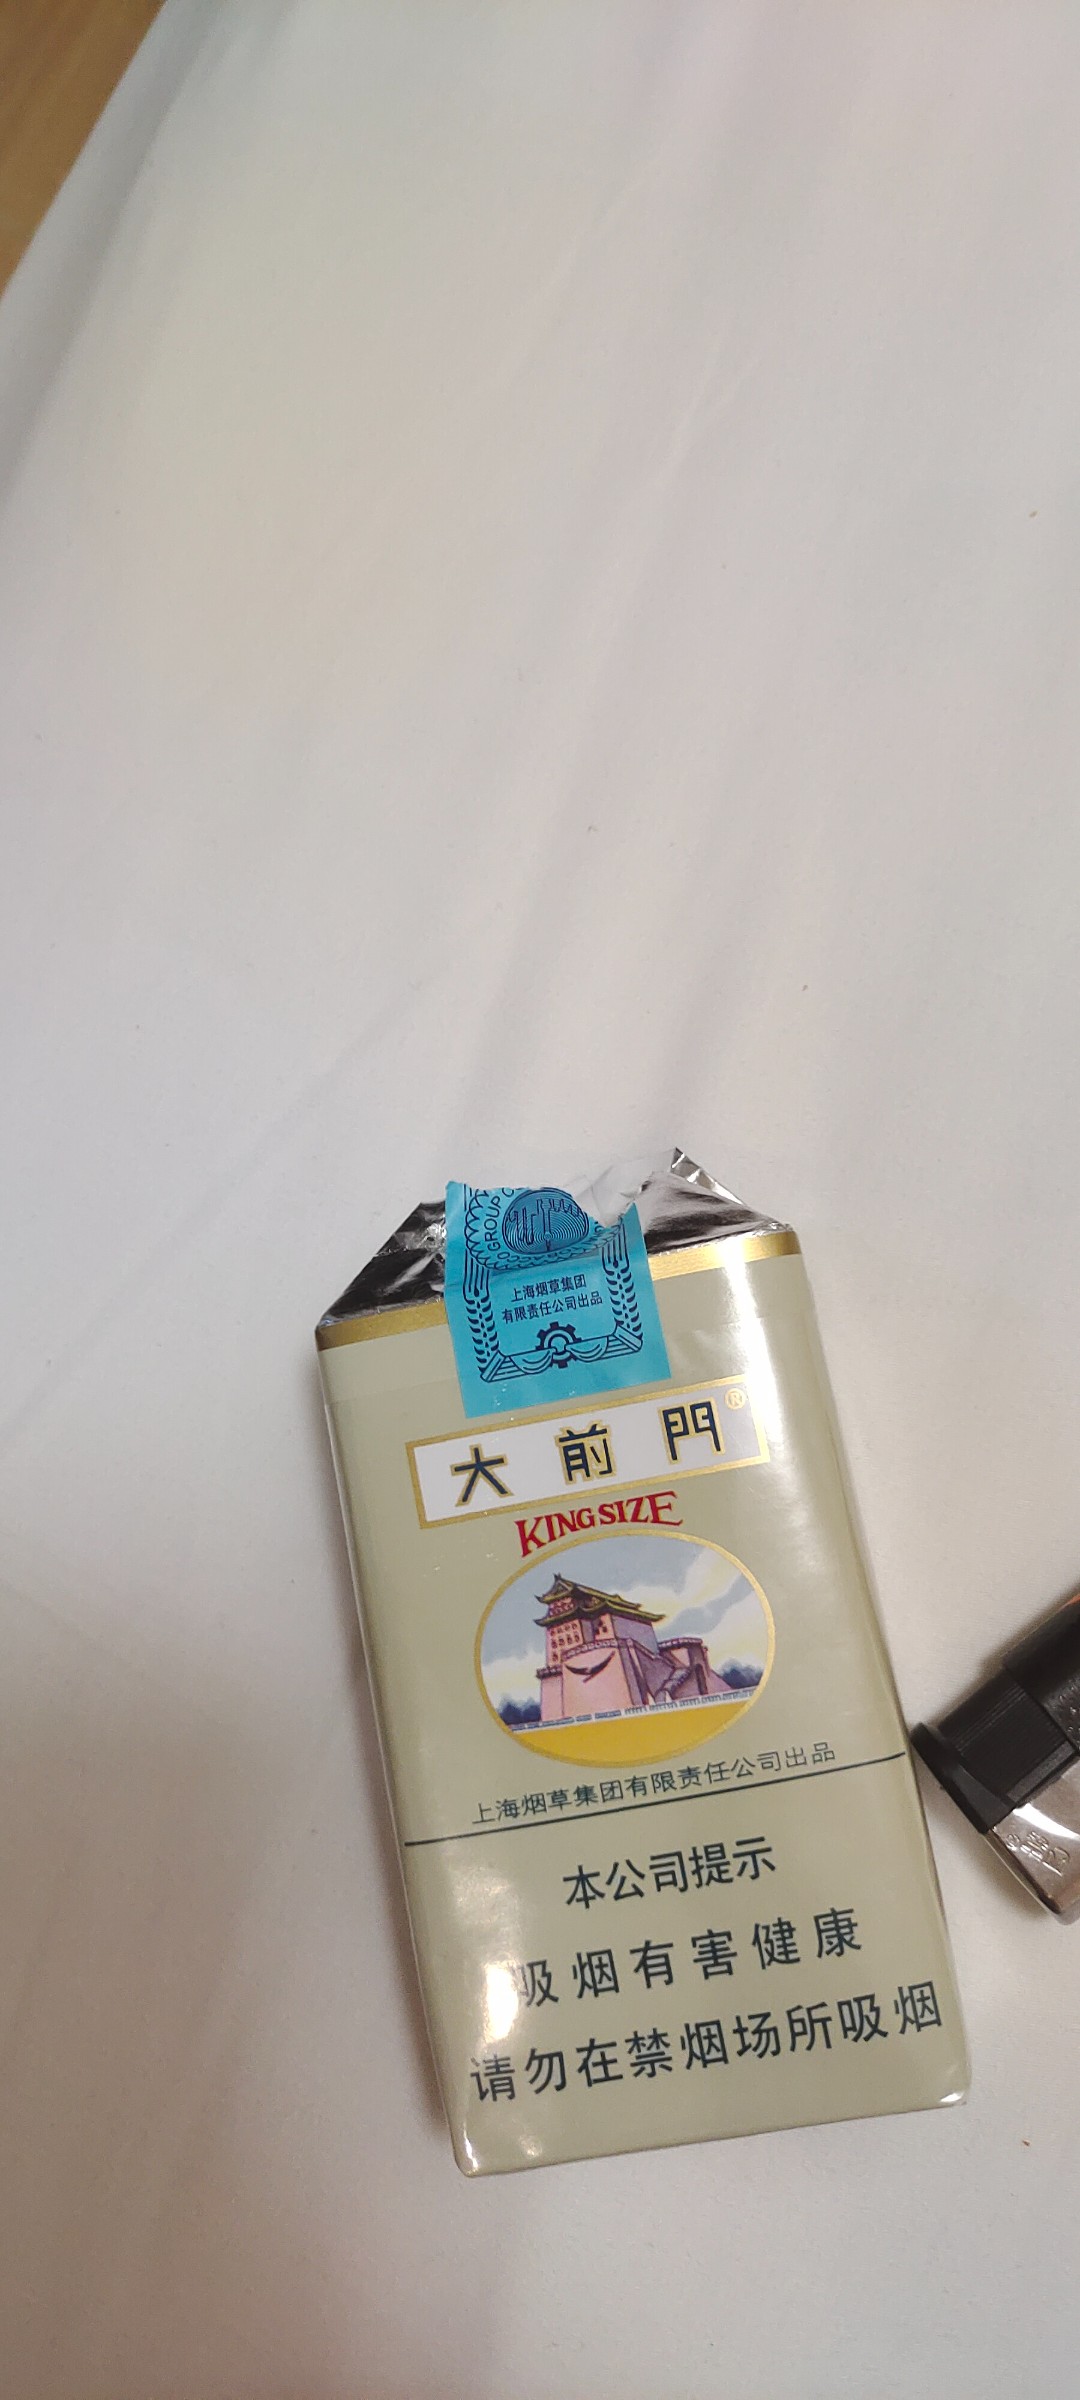 GROUP
上海烟草集团
有限责任公司出品
大前門®
KING SIZE
上海烟草集团有限责任公司出品
本公司提示
吸烟有害健康
请勿在禁烟场所吸烟